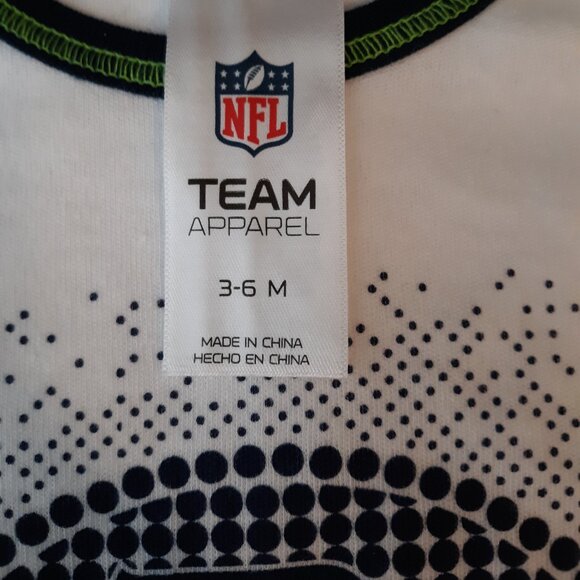 NFL
TEAM
APPAREL
3-6 M
MADE IN CHINA
HECHO EN CHINA